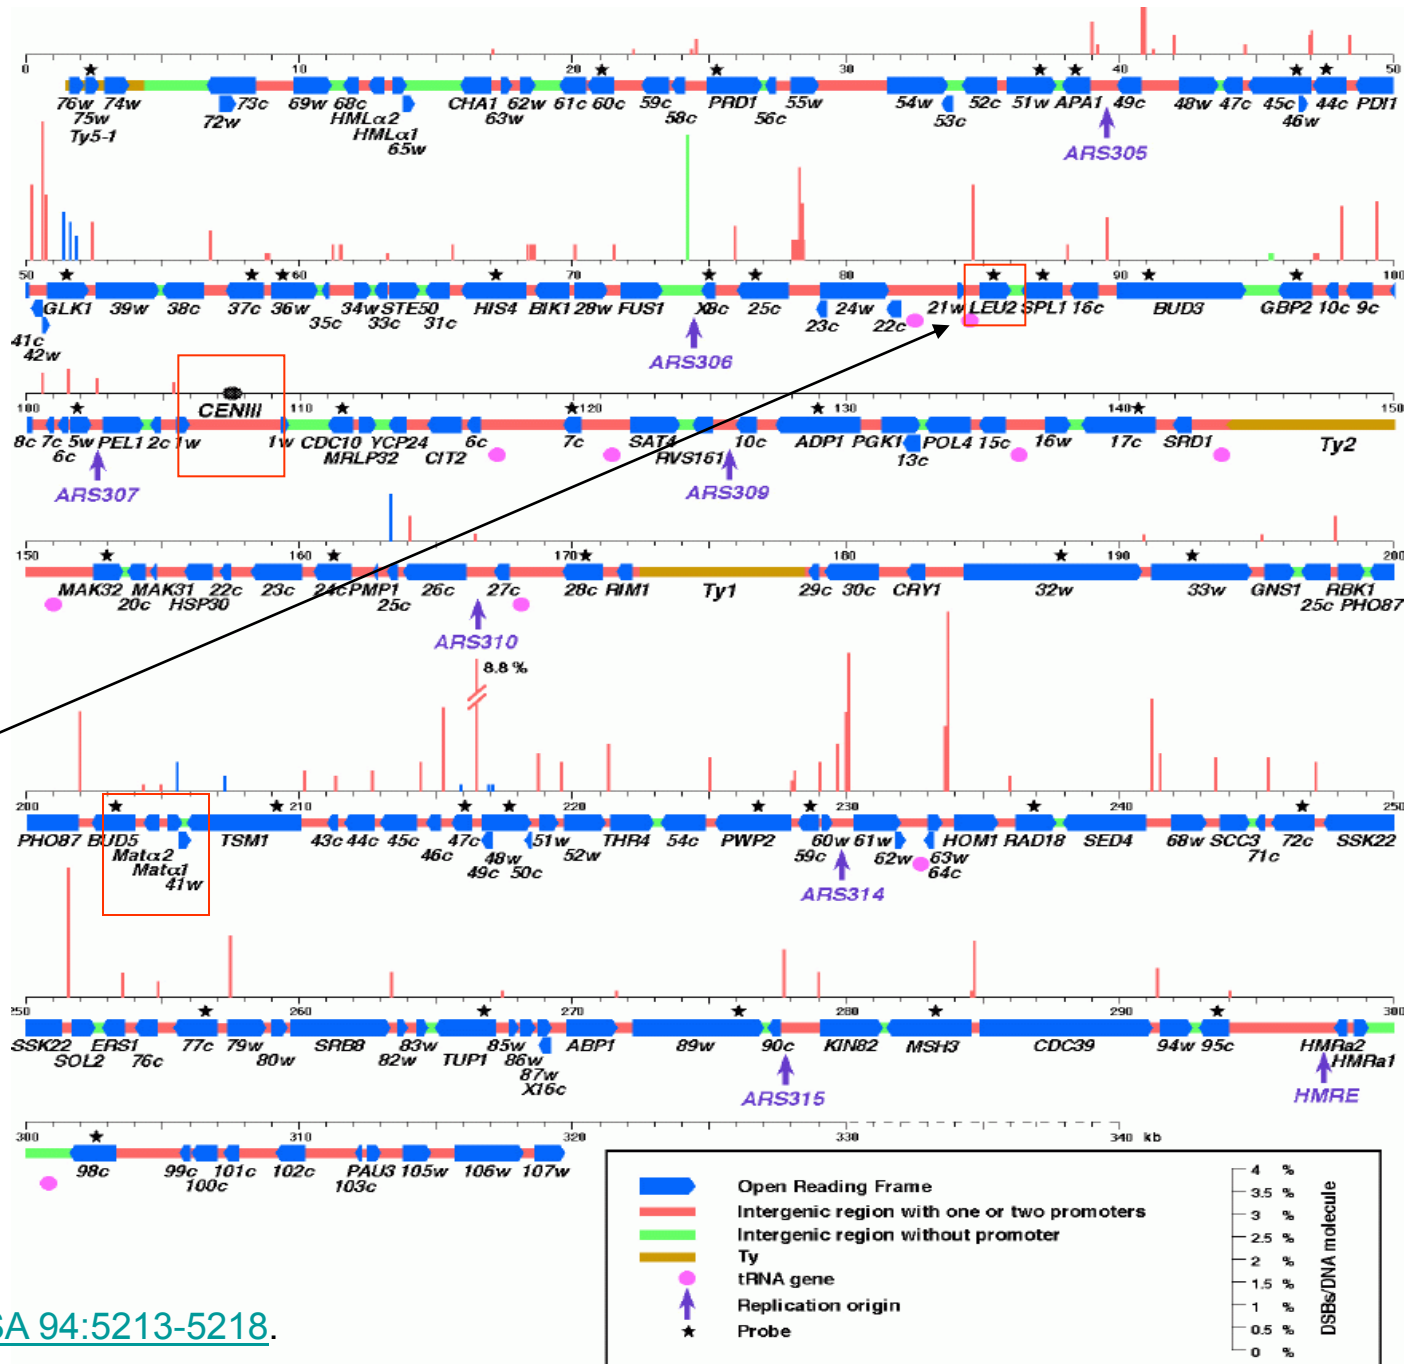 0 10 20 30 40 50
76w 74w 73c 69w 68c CHA1 62w 61c 60c 59c PRD1 55w 54w 52c 51w APA1 49c 48w 47c 45c 44c PDI1
75w 72w HMLα2 63w 58c 56c 53c 46w
Ty5-1 HMLα1
65w
ARS305
50 60 70 80 90 100
GLK1 39w 38c 37c 36w 34w STE50 HIS4 BIK1 28w FUS1 X8c 25c 24w 21w LEU2 SPL1 16c BUD3 GBP2 10c 9c
41c 35c 33c 31c 23c 22c
42w
ARS306
CENIII
100 110 120 130 140 150
8c 7c 5w PEL1 2c 1w 1w CDC10 YCP24 6c 7c SAT4 10c ADP1 PGK1 POL4 15c 16w 17c SRD1 Ty2
6c MRLP32 CIT2 RVS161 13c
ARS307 ARS309
150 160 170 180 190 200
MAK32 MAK31 22c 23c 24c PMP1 26c 27c 28c RIM1 Ty1 29c 30c CRY1 32w 33w GNS1 RBK1
20c HSP30 25c 25c PHO87
ARS310
8.8 %
200 210 220 230 240 250
PHO87 BUD5 TSM1 43c 44c 45c 47c 51w THR4 54c PWP2 60w 61w HOM1 RAD18 SED4 68w SCC3 72c SSK22
Matα2 46c 48w 52w 59c 62w 63w 71c
Matα1 49c 50c 64c
41w
ARS314
250 260 270 280 290 300
SSK22 ERS1 77c 79w SRB8 83w 85w ABP1 89w 90c KIN82 MSH3 CDC39 94w 95c HMRa2
SOL2 76c 80w 82w TUP1 86w HMRa1
87w
X16c
ARS315 HMRE
300 310 320 330 340 kb
98c 99c 101c 102c PAU3 105w 106w 107w
100c 103c
Open Reading Frame
Intergenic region with one or two promoters
Intergenic region without promoter
Ty
tRNA gene
Replication origin
Probe
4 %
3.5 %
3 %
2.5 %
2 %
1.5 %
1 %
0.5 %
0 %
DSBs/DNA molecule
SA 94:5213-5218.